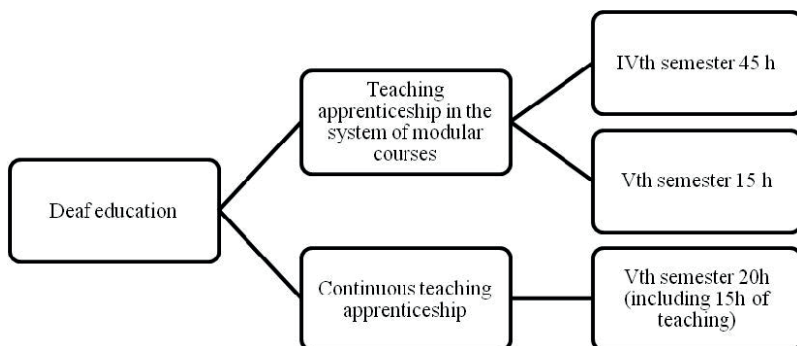 Deaf education
Teaching
apprenticeship in the
system of modular
courses
IVth semester 45 h
Vth semester 15 h
Continuous teaching
apprenticeship
Vth semester 20h
(including 15h of
teaching)